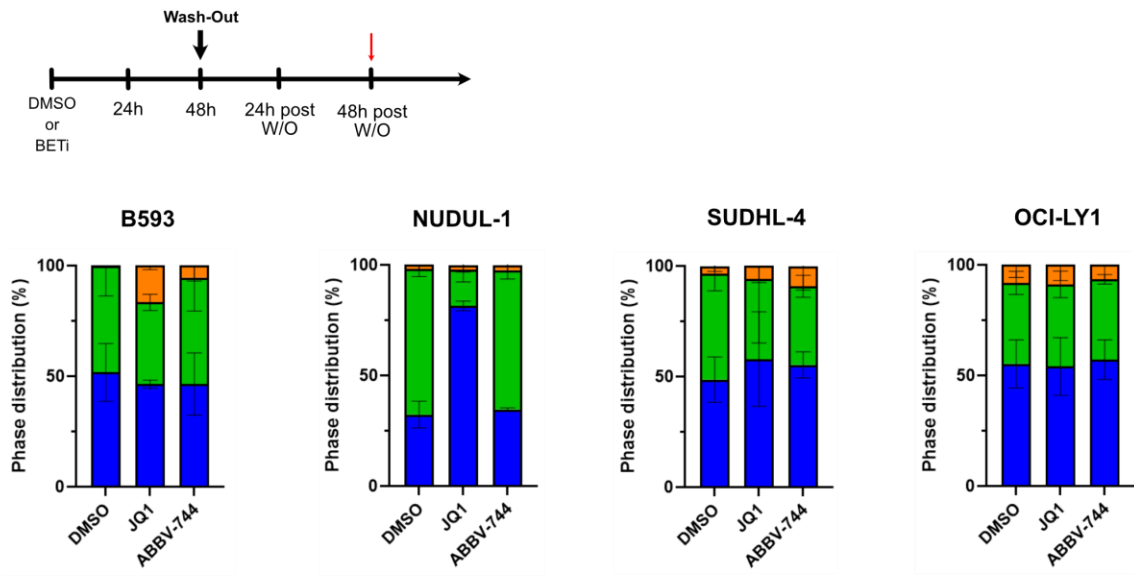 Wash-Out
DMSO
or
BETi
24h
48h
24h post
W/O
48h post
W/O
B593
Phase distribution (%)
100
50
0
DMSO
JQ1
ABBV-744
NUDUL-1
Phase distribution (%)
100
50
0
DMSO
JQ1
ABBV-744
SUDHL-4
Phase distribution (%)
100
50
0
DMSO
JQ1
ABBV-744
OCI-LY1
Phase distribution (%)
100
50
0
DMSO
JQ1
ABBV-744